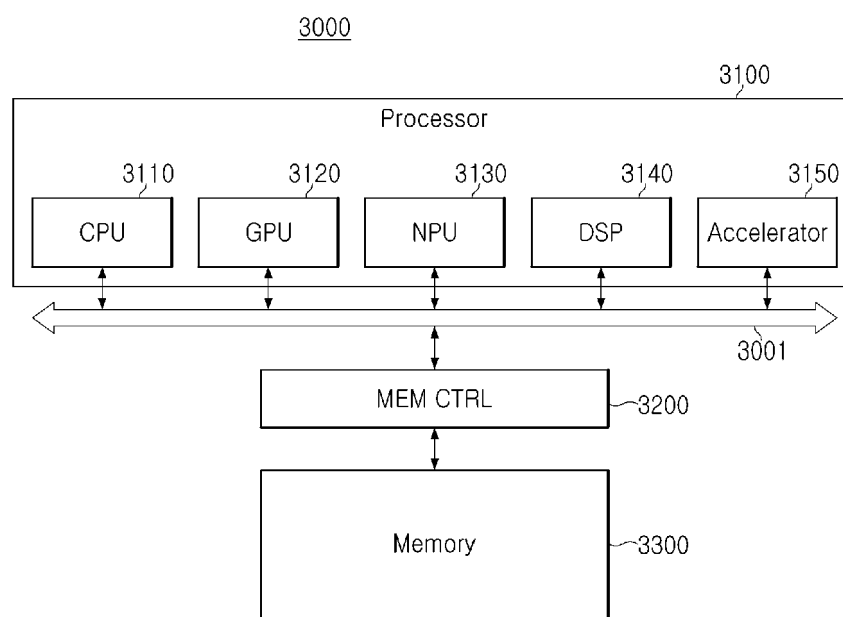 3000
3100
Processor
3110 3120 3130 3140 3150
CPU GPU NPU DSP Accelerator
3001
MEM CTRL 3200
Memory 3300